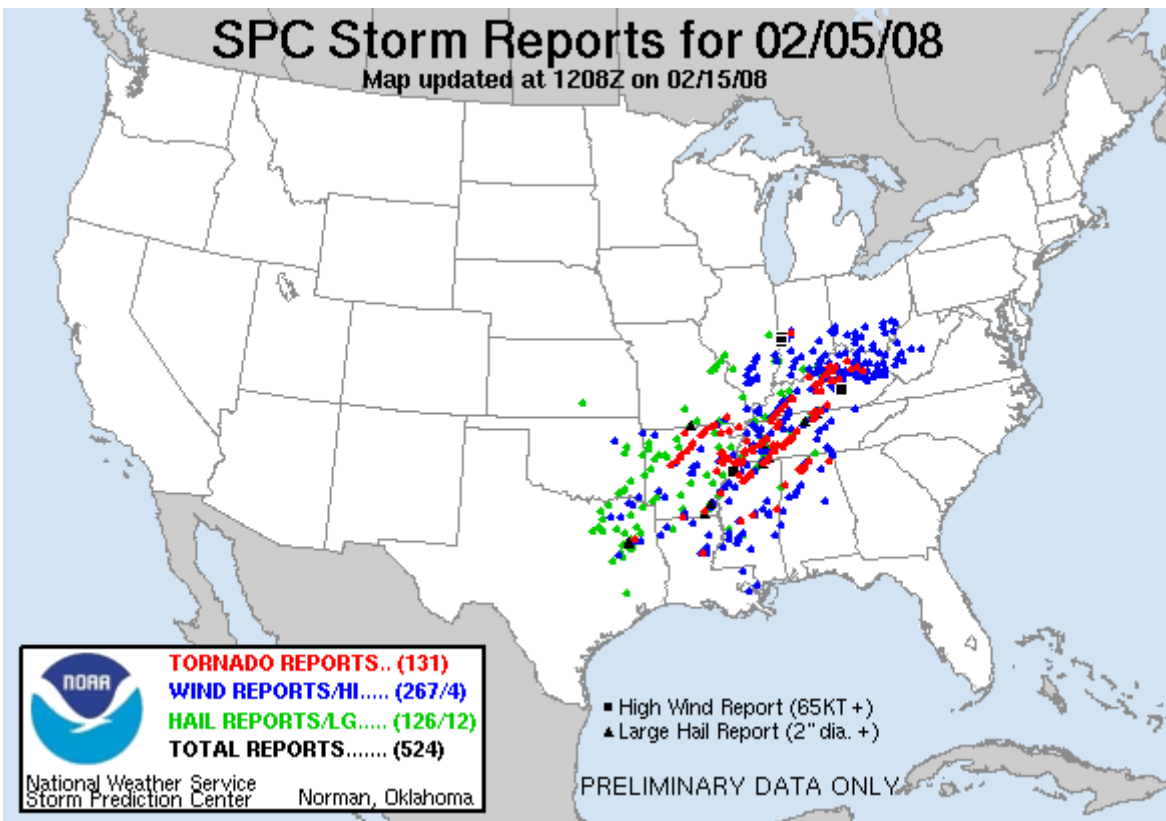 SPC Storm Reports for 02/05/08
Map updated at 1208Z on 02/15/08
NOAA
TORNADO REPORTS.. (131)
WIND REPORTS/HI..... (267/4)
HAIL REPORTS/LG..... (126/12)
TOTAL REPORTS....... (524)
National Weather Service
Storm Prediction Center
Norman, Oklahoma
High Wind Report (65KT +)
Large Hail Report (2" dia. +)
PRELIMINARY DATA ONLY